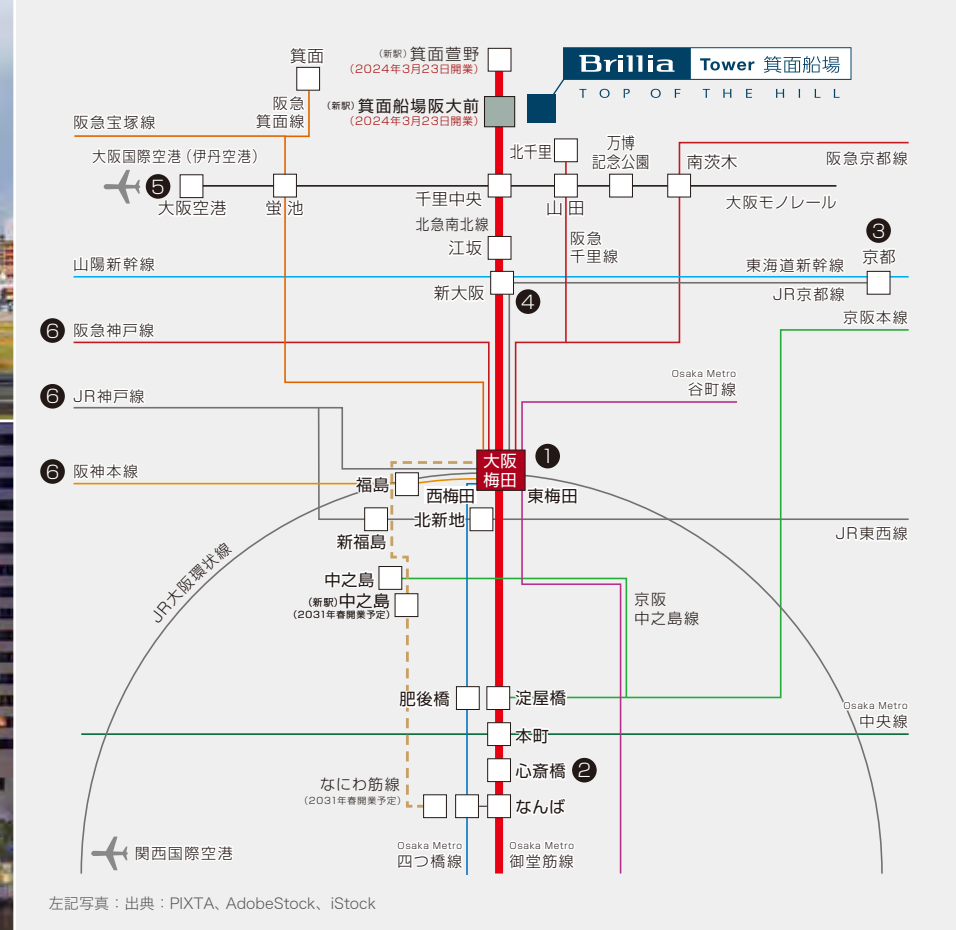 箕面
(新駅) 箕面萱野
(2024年3月23日開業)
Brillia Tower 箕面船場
TOP OF THE HILL
阪急
箕面線
(新駅) 箕面船場阪大前
(2024年3月23日開業)
阪急宝塚線
北千里
万博
記念公園
南茨木
阪急京都線
大阪国際空港 (伊丹空港)
5
大阪空港
蛍池
千里中央
山田
大阪モノレール
北急南北線
江坂
阪急
千里線
3
京都
山陽新幹線
東海道新幹線
新大阪
4
JR京都線
京阪本線
6 阪急神戸線
Osaka Metro
谷町線
6 JR神戸線
大阪
梅田
1
6 阪神本線
福島
西梅田
東梅田
新福島
北新地
JR東西線
JR大阪環状線
中之島
(新駅) 中之島
(2031年春開業予定)
京阪
中之島線
肥後橋
淀屋橋
Osaka Metro
中央線
本町
心斎橋 2
なにわ筋線
(2031年春開業予定)
なんば
関西国際空港
Osaka Metro
四つ橋線
Osaka Metro
御堂筋線
左記写真：出典：PIXTA、AdobeStock、iStock